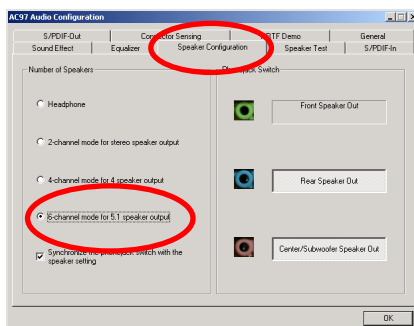 AC97 Audio Configuration
S/PDIF-Out Connector Sensing Demo General
Sound Effect Equalizer Speaker Configuration Speaker Test S/PDIF-In
Number of Speakers
Switch
Headphone
2-channel mode for stereo speaker output
4-channel mode for 4 speaker output
6-channel mode for 5.1 speaker output
Synchronize the phonejack switch with the
speaker setting
Front Speaker Out
Rear Speaker Out
Center/Subwoofer Speaker Out
OK